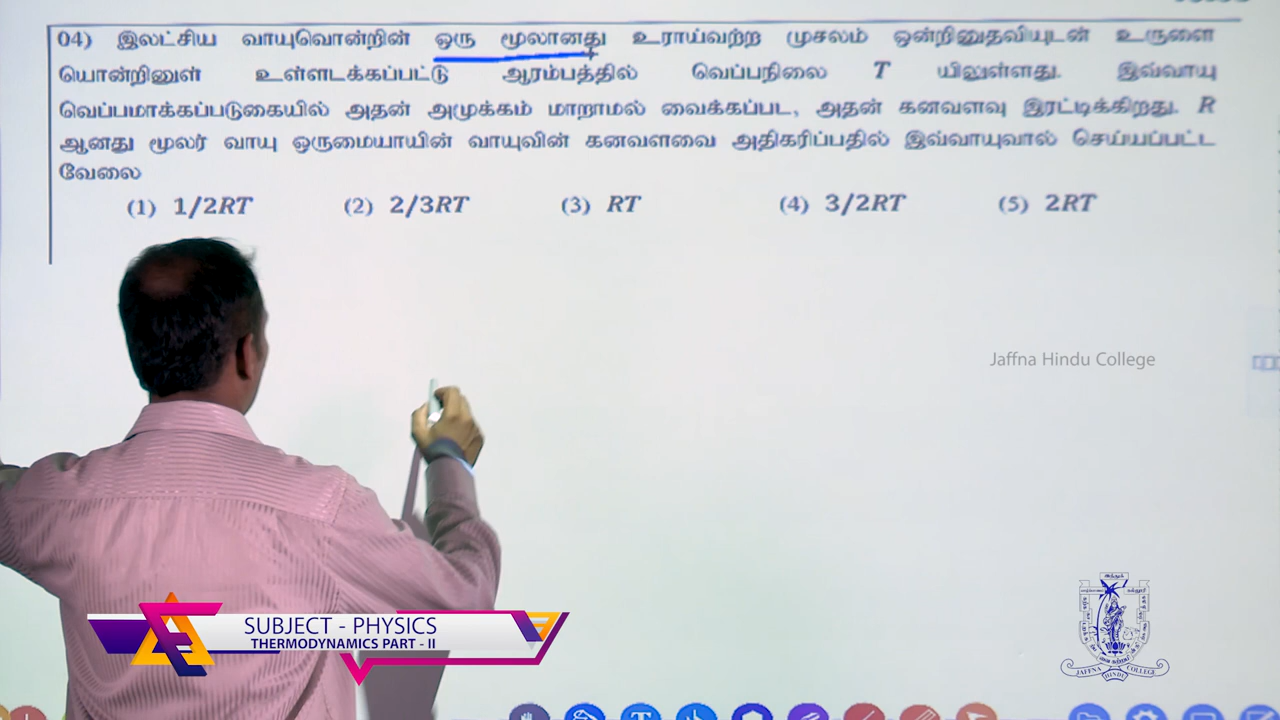 04) இலட்சிய வாயுவொன்றின் ஒரு மூலானது உராய்வற்ற முசலம் ஒன்றினுதவியுடன் உருளை
யொன்றினுள் உள்ளடக்கப்பட்டு ஆரம்பத்தில் வெப்பநிலை T யிலுள்ளது. இவ்வாயு
வெப்பமாக்கப்படுகையில் அதன் அமுக்கம் மாறாமல் வைக்கப்பட, அதன் கனவளவு இரட்டிக்கிறது. R
ஆனது மூலர் வாயு ஒருமையாயின் வாயுவின் கனவளவை அதிகரிப்பதில் இவ்வாயுவால் செய்யப்பட்ட
வேலை
(1) 1/2RT (2) 2/3RT (3) RT (4) 3/2RT (5) 2RT
Jaffna Hindu College
SUBJECT - PHYSICS
THERMODYNAMICS PART - II
JAFFNA HINDU COLLEGE